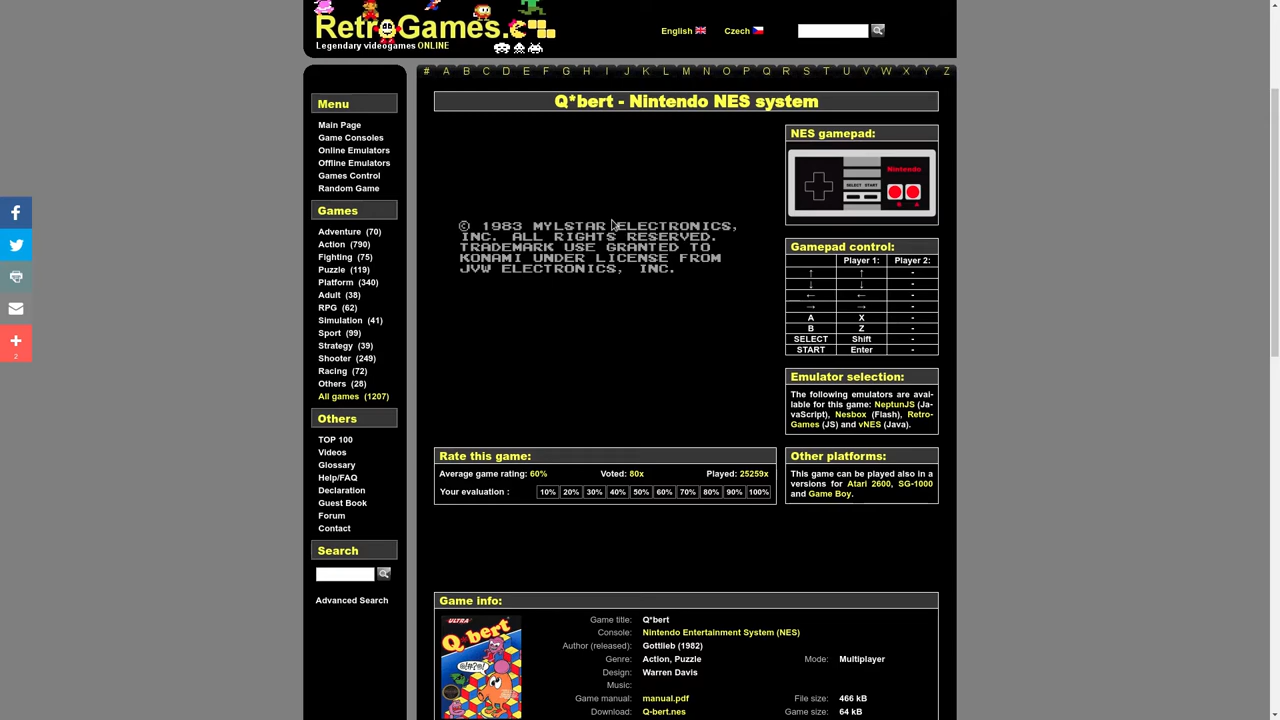 RetroGames.c
Legendary videogames ONLINE
English
Czech
# A B C D E F G H I J K L M N O P Q R S T U V W X Y Z
Menu
Main Page
Game Consoles
Online Emulators
Offline Emulators
Games Control
Random Game
Games
Adventure (70)
Action (790)
Fighting (75)
Puzzle (119)
Platform (340)
Adult (38)
RPG (62)
Simulation (41)
Sport (99)
Strategy (39)
Shooter (249)
Racing (72)
Others (28)
All games (1207)
Others
TOP 100
Videos
Glossary
Help/FAQ
Declaration
Guest Book
Forum
Contact
Search
Advanced Search
2
Q*bert - Nintendo NES system
© 1983 MYLSTAR ELECTRONICS,
INC. ALL RIGHTS RESERVED.
TRADEMARK USE GRANTED TO
KONAMI UNDER LICENSE FROM
JVW ELECTRONICS, INC.
NES gamepad:
Nintendo
SELECT START
B A
Gamepad control:
Player 1: Player 2:
↑ ↑ -
↓ ↓ -
← ← -
→ → -
A X -
B Z -
SELECT Shift -
START Enter -
Emulator selection:
The following emulators are avai-
lable for this game: NeptunJS (Ja-
vaScript), Nesbox (Flash), Retro-
Games (JS) and vNES (Java).
Rate this game:
Average game rating: 60% Voted: 80x Played: 25259x
Your evaluation : 10% 20% 30% 40% 50% 60% 70% 80% 90% 100%
Other platforms:
This game can be played also in a
versions for Atari 2600, SG-1000
and Game Boy.
Game info:
ULTRA
Q*bert
Game title: Q*bert
Console: Nintendo Entertainment System (NES)
Author (released): Gottlieb (1982)
Genre: Action, Puzzle Mode: Multiplayer
Design: Warren Davis
Music:
Game manual: manual.pdf File size: 466 kB
Download: Q-bert.nes Game size: 64 kB